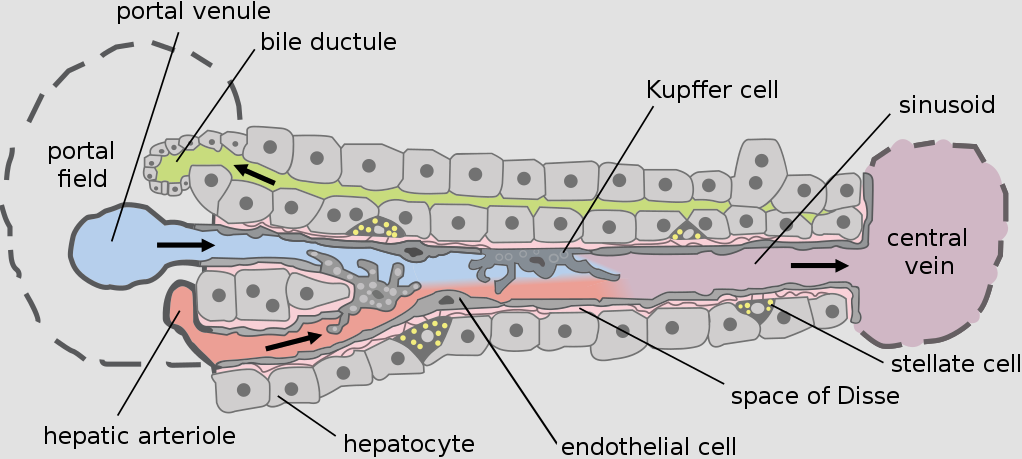 portal venule
bile ductule
Kupffer cell
sinusoid
portal
field
central
vein
stellate cell
space of Disse
hepatic arteriole
hepatocyte
endothelial cell